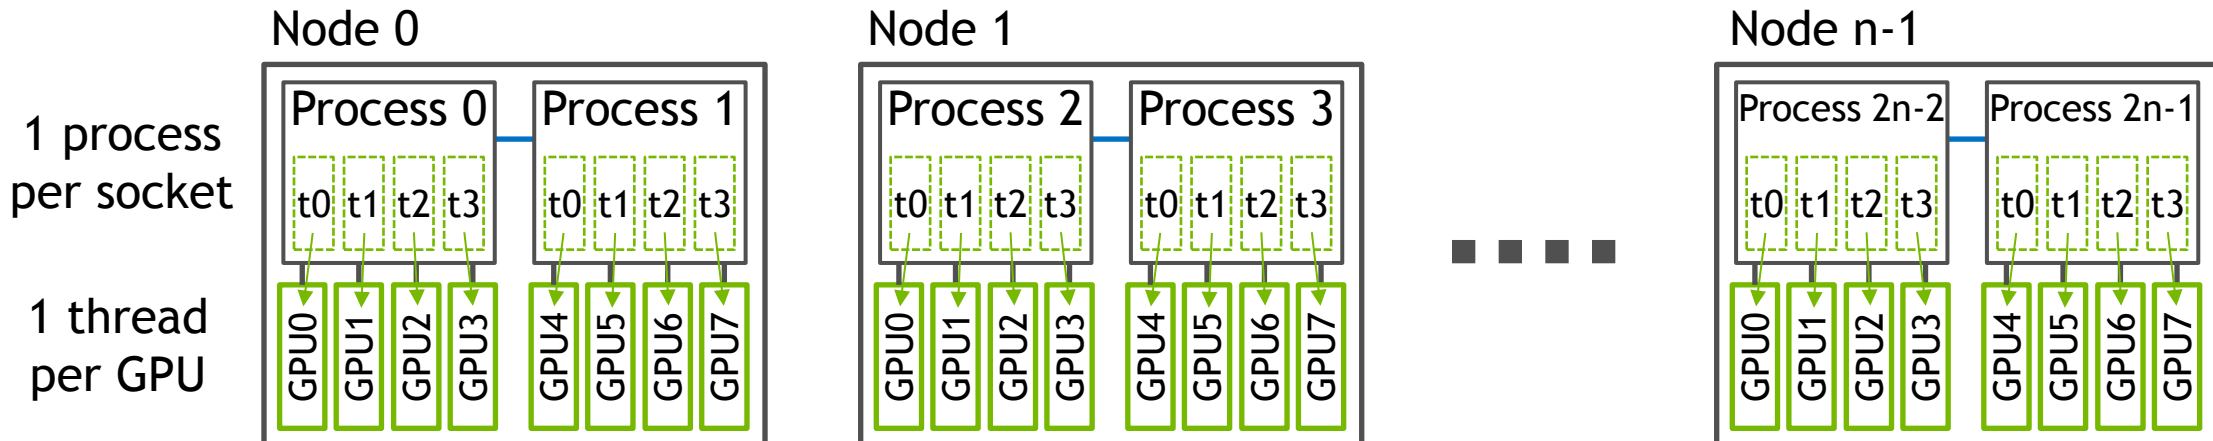 Node 0
Node 1
Node n-1
1 process
per socket
Process 0
Process 1
Process 2
Process 3
Process 2n-2
Process 2n-1
t0 t1 t2 t3
t0 t1 t2 t3
t0 t1 t2 t3
t0 t1 t2 t3
t0 t1 t2 t3
t0 t1 t2 t3
1 thread
per GPU
GPU0
GPU1
GPU2
GPU3
GPU4
GPU5
GPU6
GPU7
GPU0
GPU1
GPU2
GPU3
GPU4
GPU5
GPU6
GPU7
GPU0
GPU1
GPU2
GPU3
GPU4
GPU5
GPU6
GPU7